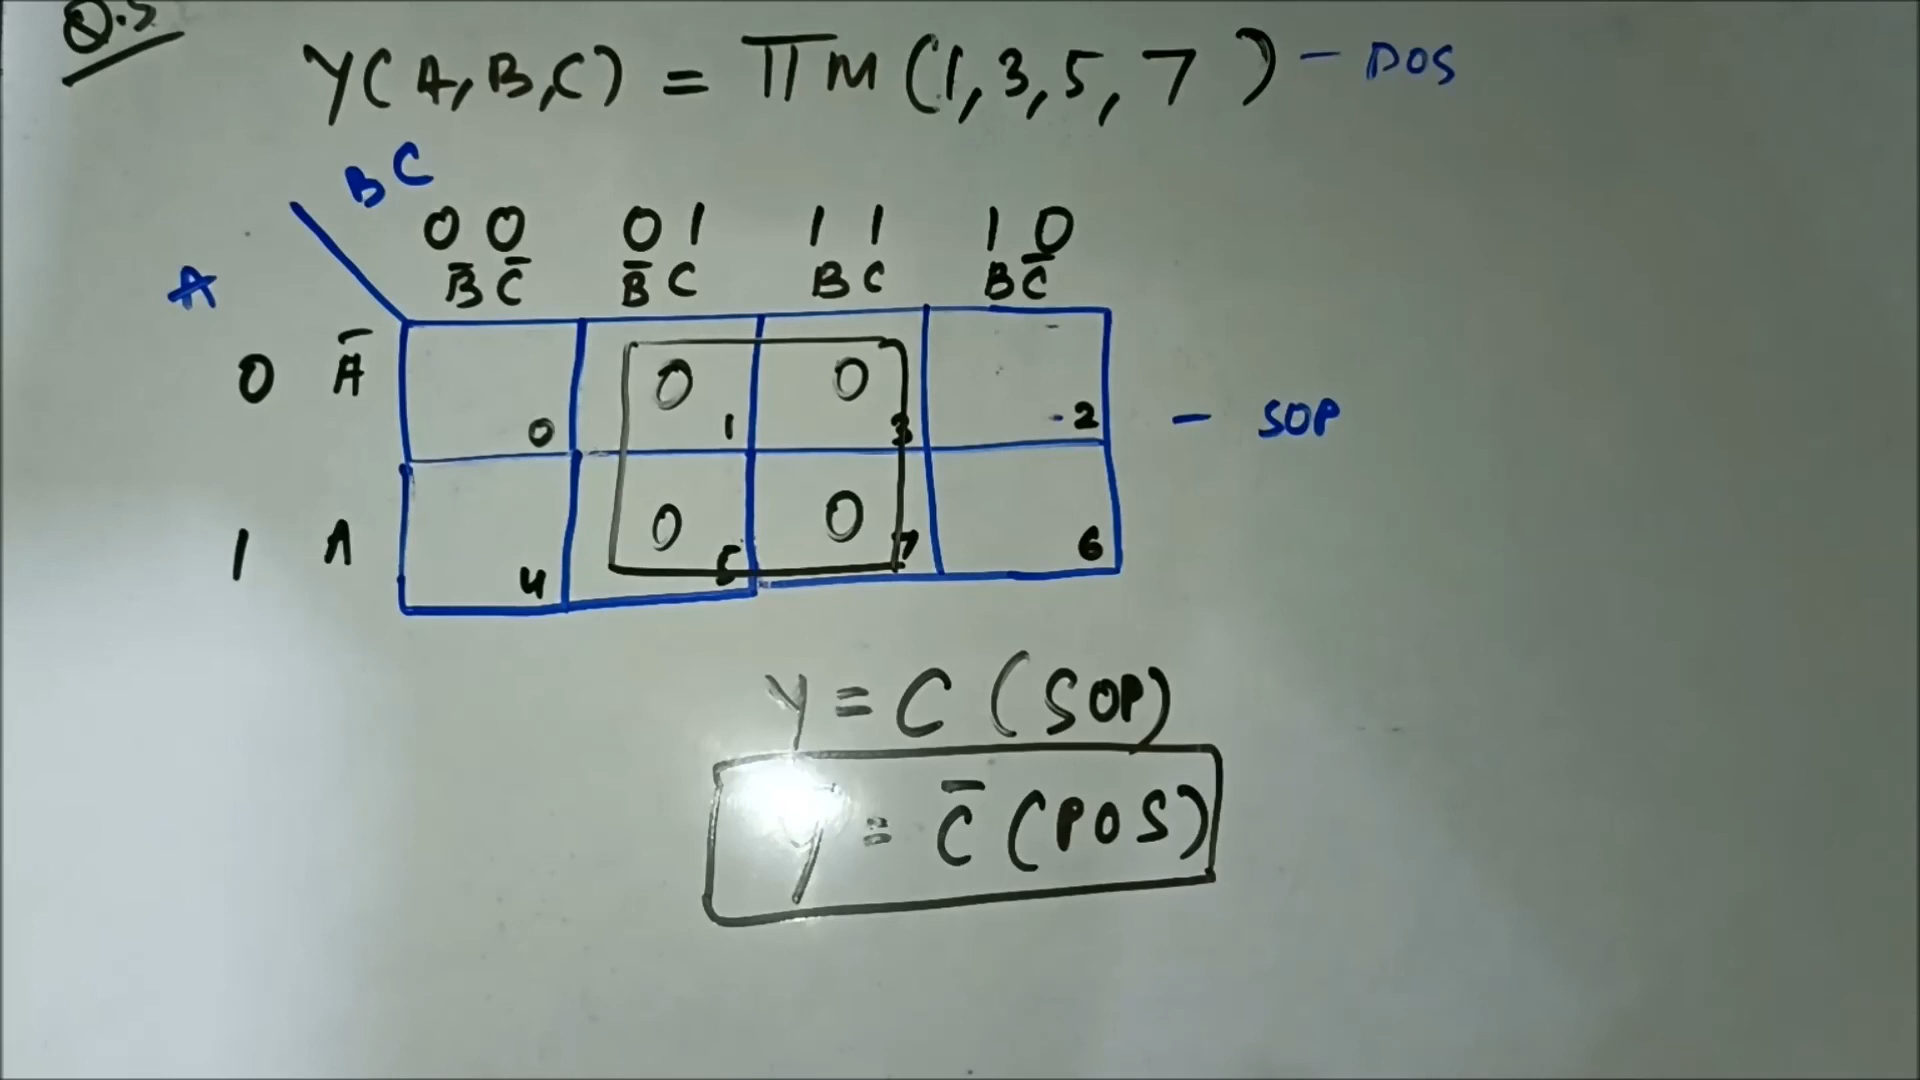 Q.5
Y(A,B,C) = ΠM(1,3,5,7) - POS
BC
A
00 01 11 10
B̅C̅ B̅C BC BC̅
0 A̅ 0 0 0 1 3 2 - SOP
1 A 0 0 4 5 7 6
Y = C (SOP)
Y = C̅ (POS)